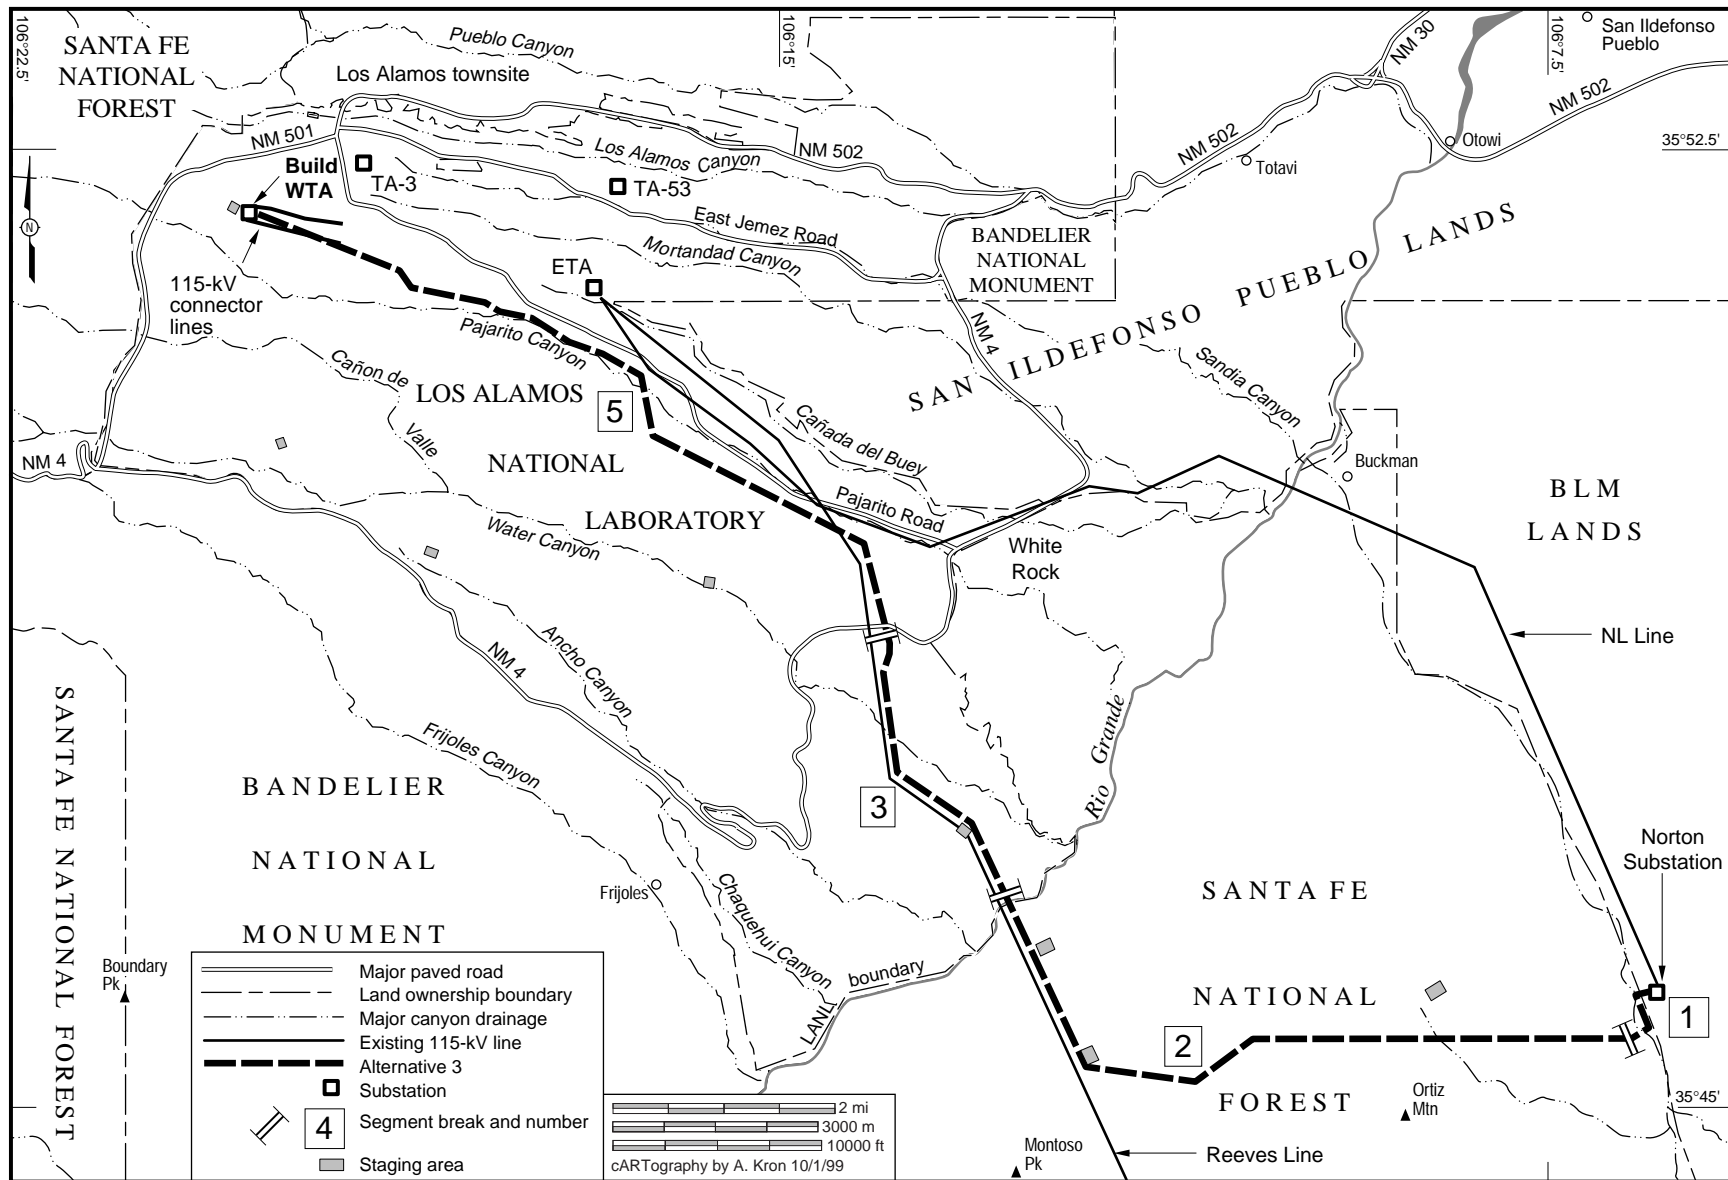 106°22.5'
106°15'
106°7.5'
SANTA FE
NATIONAL
FOREST
Pueblo Canyon
Los Alamos townsite
NM 30
San Ildefonso
Pueblo
NM 502
NM 501
Los Alamos Canyon
NM 502
NM 502
Otowi
35°52.5'
Totavi
Build
WTA
TA-3
TA-53
N
East Jemez Road
Mortandad Canyon
BANDELIER
NATIONAL
MONUMENT
SAN ILDEFONSO PUEBLO LANDS
ETA
115-kV
connector
lines
Pajarito Canyon
NM 4
Sandia Canyon
Cañon de
Valle
LOS ALAMOS
NATIONAL
LABORATORY
5
Cañada del Buey
Buckman
NM 4
BLM
LANDS
Pajarito Road
Water Canyon
White
Rock
NL Line
Ancho Canyon
NM 4
Rio Grande
Frijoles Canyon
SANTA FE NATIONAL FOREST
BANDELIER
NATIONAL
MONUMENT
3
Norton
Substation
Frijoles
Chaquehui Canyon
SANTA FE
NATIONAL
FOREST
Boundary
Pk
LANL boundary
1
2
Ortiz
Mtn
35°45'
Montoso
Pk
Reeves Line
Major paved road
Land ownership boundary
Major canyon drainage
Existing 115-kV line
Alternative 3
Substation
4
Segment break and number
Staging area
2 mi
3000 m
10000 ft
cARTography by A. Kron 10/1/99